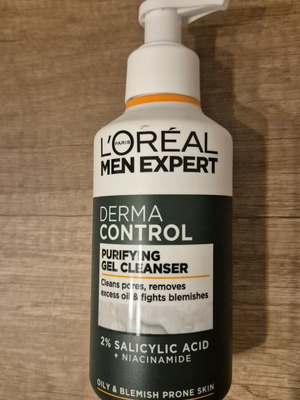 L'ORÉAL
PARIS
MEN EXPERT
DERMA
CONTROL
PURIFYING
GEL CLEANSER
Cleans pores, removes
excess oil & fights blemishes
2% SALICYLIC ACID
+ NIACINAMIDE
OILY & BLEMISH PRONE SKIN